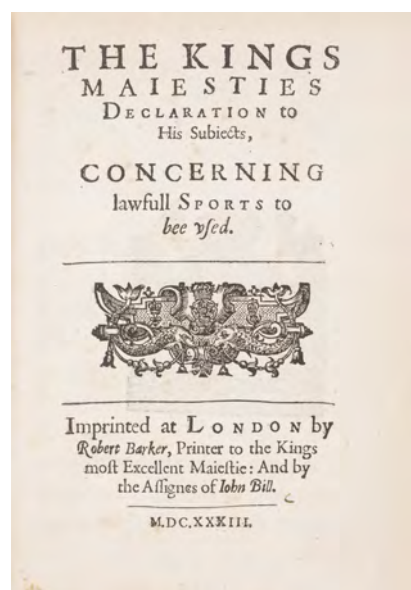 THE KINGS
MAIESTIES
DECLARATION to
His Subiects,
CONCERNING
lawfull SPORTS to
bee vſed.
Imprinted at LONDON by
Robert Barker, Printer to the Kings
moſt Excellent Maieſtie: And by
the Aſſignes of Iohn Bill.
M.DC.XXXIII.